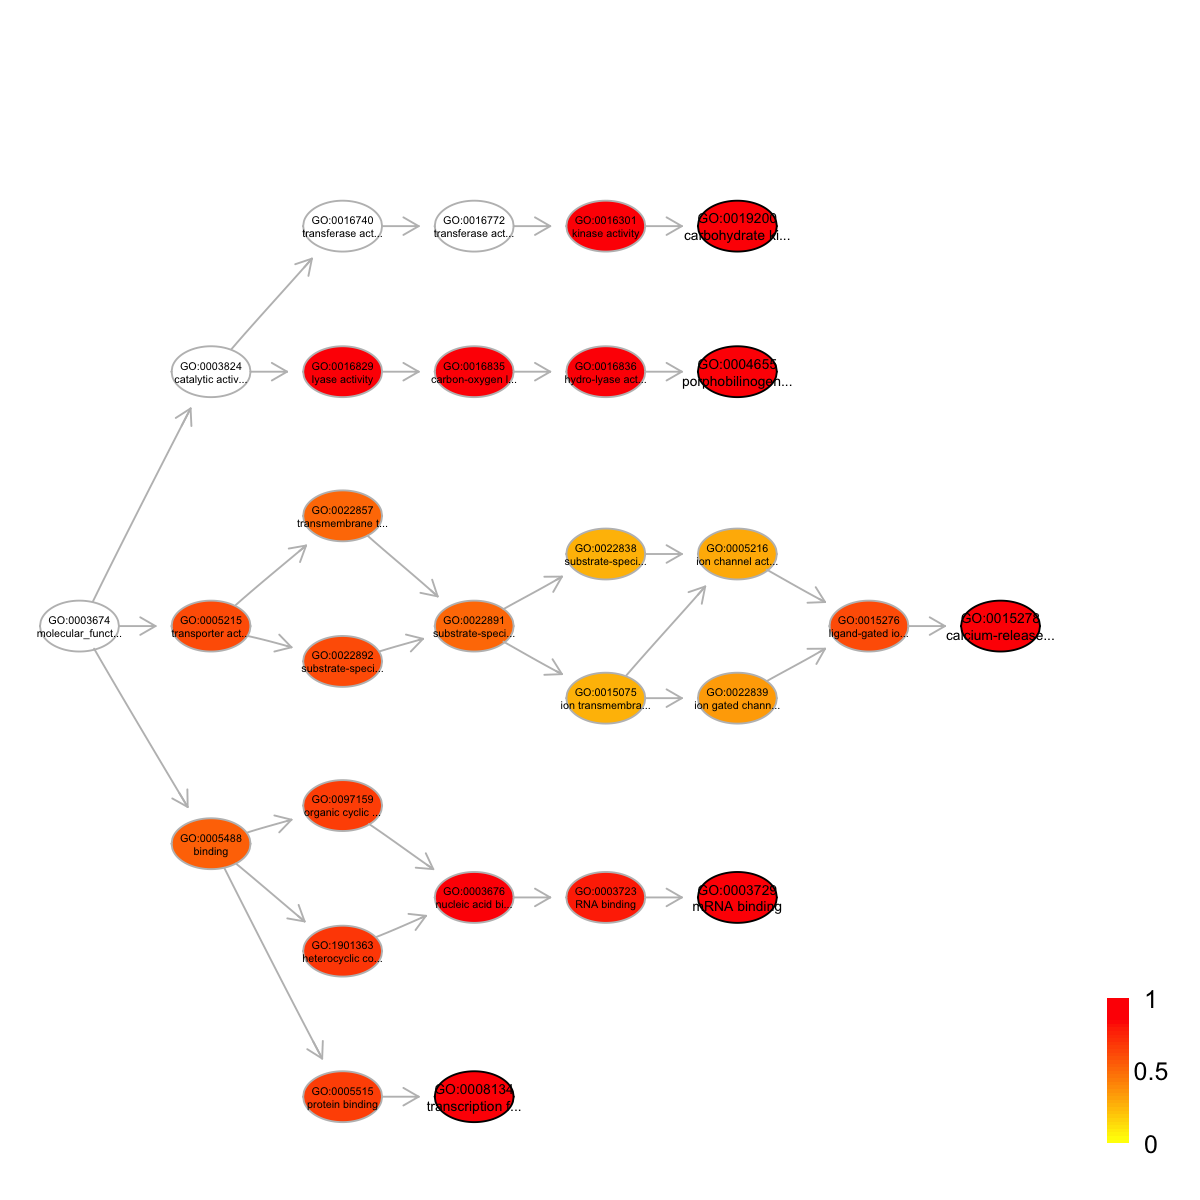 GO:0016740
transferase act...
GO:0016772
transferase act...
GO:0016301
kinase activity
GO:0019200
carbohydrate ki...
GO:0003824
catalytic activ...
GO:0016829
lyase activity
GO:0016835
carbon-oxygen l...
GO:0016836
hydro-lyase act...
GO:0004655
porphobilinogen...
GO:0022857
transmembrane t...
GO:0022838
substrate-speci...
GO:0005216
ion channel act...
GO:0003674
molecular_funct...
GO:0005215
transporter act...
GO:0022892
substrate-speci...
GO:0022891
substrate-speci...
GO:0015276
ligand-gated io...
GO:0015278
calcium-release...
GO:0015075
ion transmembra...
GO:0022839
ion gated chann...
GO:0097159
organic cyclic ...
GO:0005488
binding
GO:0003676
nucleic acid bi...
GO:0003723
RNA binding
GO:0003729
mRNA binding
GO:1901363
heterocyclic co...
GO:0005515
protein binding
GO:0008134
transcription f...
1
0.5
0